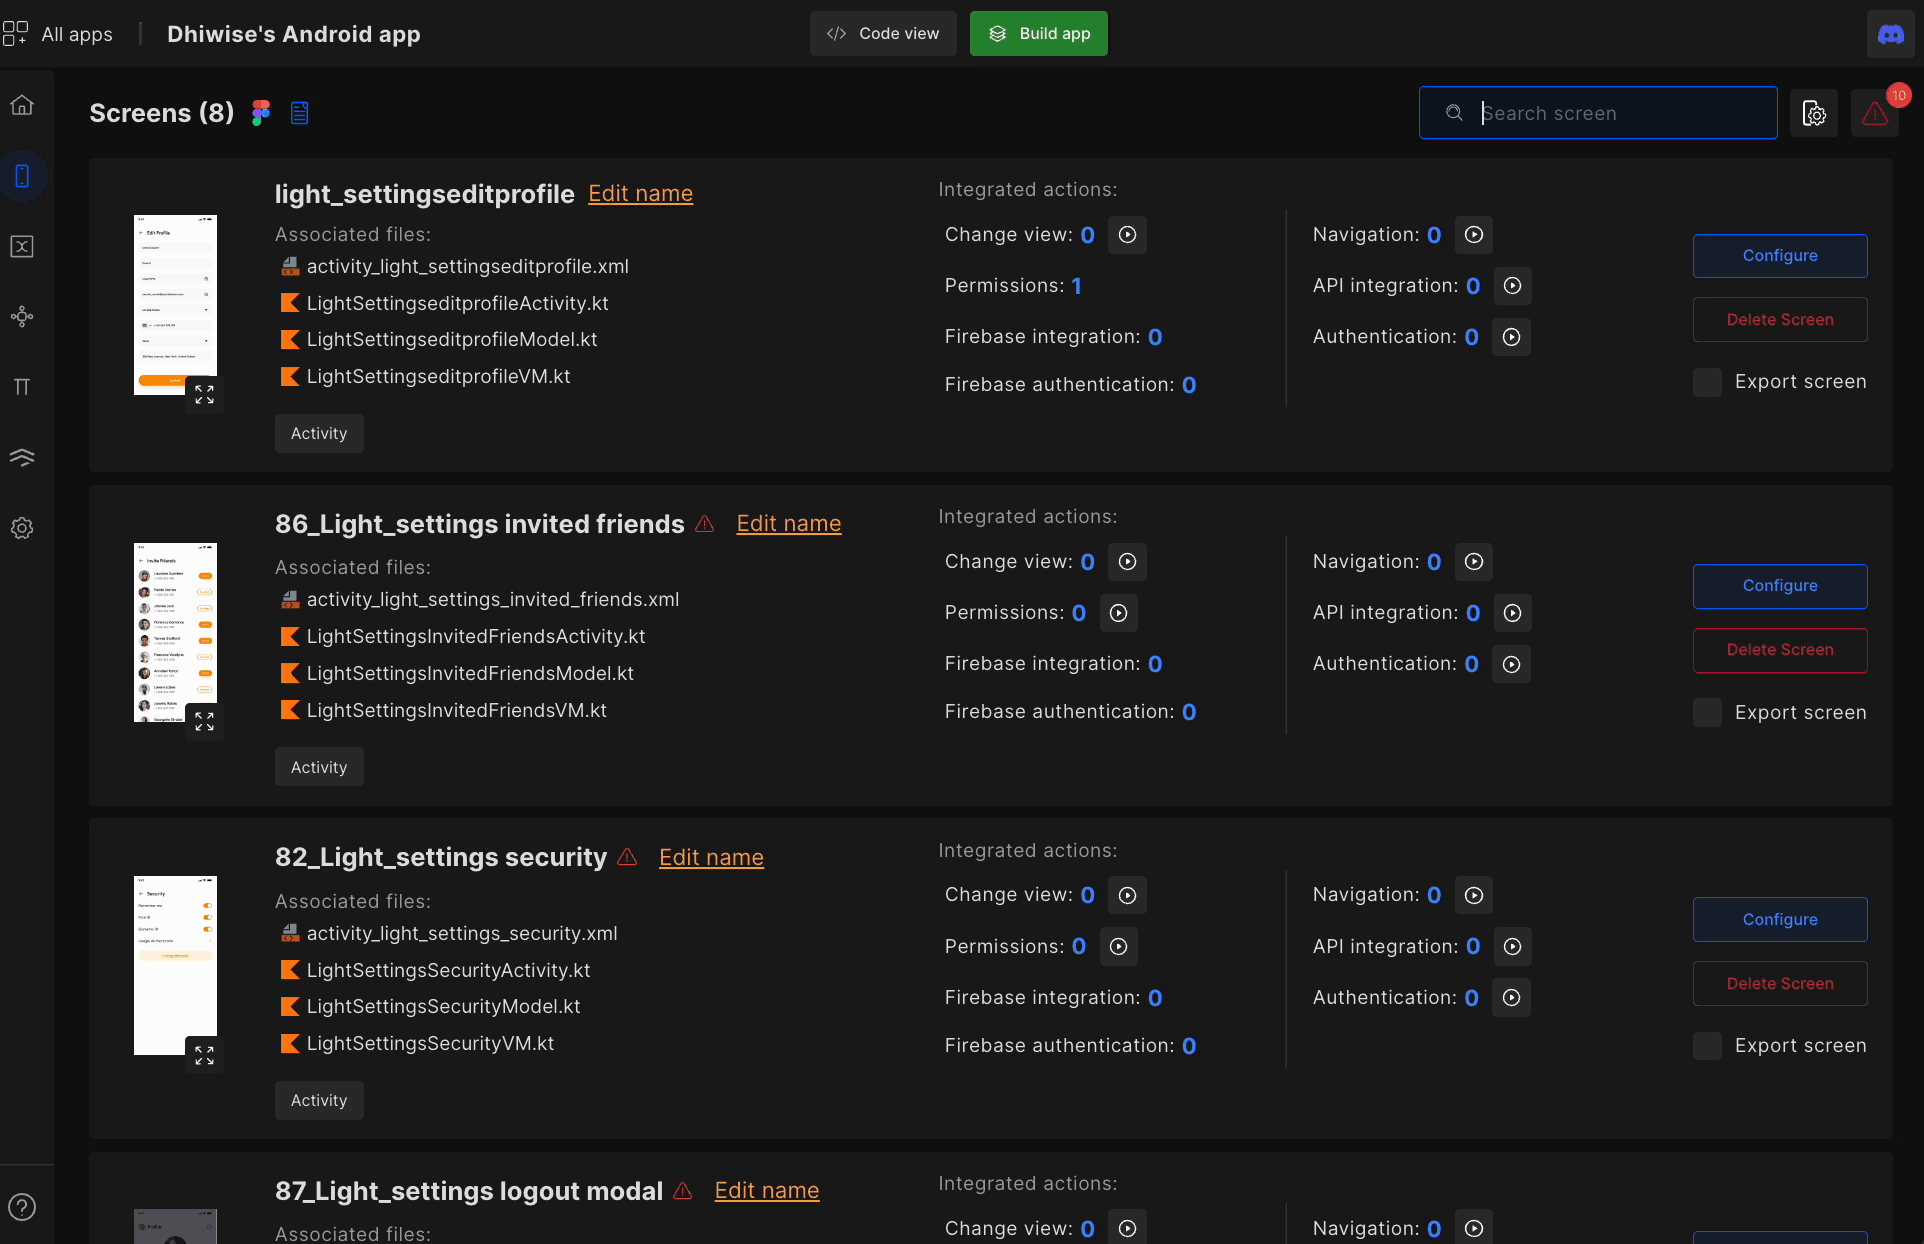 All apps
Dhiwise's Android app
Code view
Build app
Screens (8)
Search screen
10
light_settingseditprofile Edit name
Associated files:
activity_light_settingseditprofile.xml
LightSettingseditprofileActivity.kt
LightSettingseditprofileModel.kt
LightSettingseditprofileVM.kt
Activity
Edit Profile
Integrated actions:
Change view: 0
Permissions: 1
Firebase integration: 0
Firebase authentication: 0
Navigation: 0
API integration: 0
Authentication: 0
Configure
Delete Screen
Export screen
86_Light_settings invited friends Edit name
Associated files:
activity_light_settings_invited_friends.xml
LightSettingsInvitedFriendsActivity.kt
LightSettingsInvitedFriendsModel.kt
LightSettingsInvitedFriendsVM.kt
Activity
Invite Friends
Integrated actions:
Change view: 0
Permissions: 0
Firebase integration: 0
Firebase authentication: 0
Navigation: 0
API integration: 0
Authentication: 0
Configure
Delete Screen
Export screen
82_Light_settings security Edit name
Associated files:
activity_light_settings_security.xml
LightSettingsSecurityActivity.kt
LightSettingsSecurityModel.kt
LightSettingsSecurityVM.kt
Activity
Security
Integrated actions:
Change view: 0
Permissions: 0
Firebase integration: 0
Firebase authentication: 0
Navigation: 0
API integration: 0
Authentication: 0
Configure
Delete Screen
Export screen
87_Light_settings logout modal Edit name
Associated files:
Profile
Integrated actions:
Change view: 0
Navigation: 0